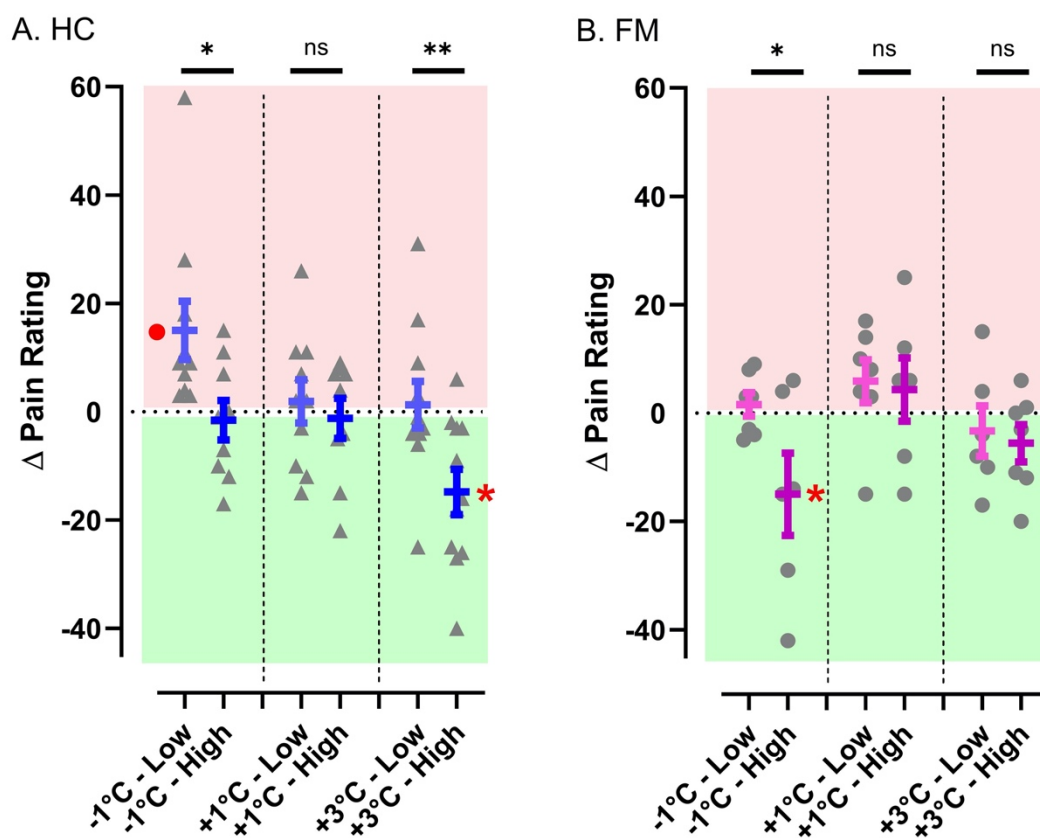 A. HC
B. FM
*
ns
**
*
ns
ns
60
40
20
0
-20
-40
Δ Pain Rating
*
-1°C - Low
-1°C - High
+1°C - Low
+1°C - High
+3°C - Low
+3°C - High
60
40
20
0
-20
-40
Δ Pain Rating
*
-1°C - Low
-1°C - High
+1°C - Low
+1°C - High
+3°C - Low
+3°C - High